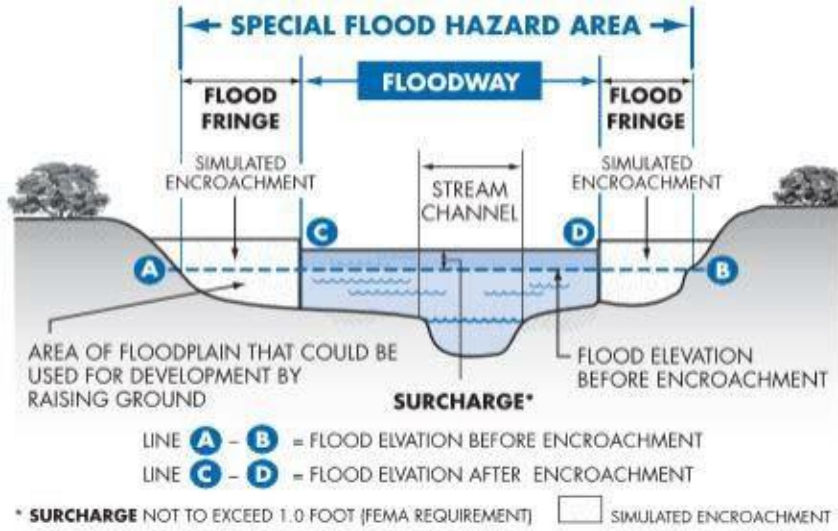 SPECIAL FLOOD HAZARD AREA
FLOOD
FRINGE
FLOODWAY
FLOOD
FRINGE
SIMULATED
ENCROACHMENT
STREAM
CHANNEL
SIMULATED
ENCROACHMENT
C
D
A
B
AREA OF FLOODPLAIN THAT COULD BE
USED FOR DEVELOPMENT BY
RAISING GROUND
FLOOD ELEVATION
BEFORE ENCROACHMENT
SURCHARGE*
LINE A - B = FLOOD ELVATION BEFORE ENCROACHMENT
LINE C - D = FLOOD ELVATION AFTER ENCROACHMENT
* SURCHARGE NOT TO EXCEED 1.0 FOOT (FEMA REQUIREMENT)
SIMULATED ENCROACHMENT